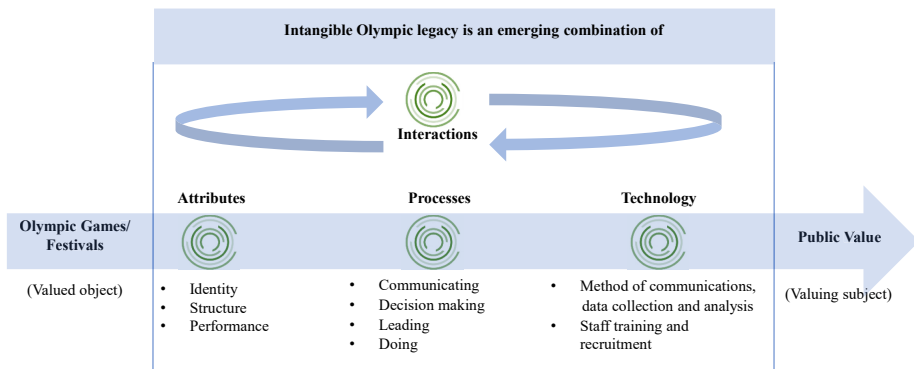 Intangible Olympic legacy is an emerging combination of
Interactions
Attributes
Processes
Technology
Olympic Games/
Festivals
Public Value
(Valued object)
(Valuing subject)
• Identity
• Structure
• Performance
• Communicating
• Decision making
• Leading
• Doing
• Method of communications,
data collection and analysis
• Staff training and
recruitment